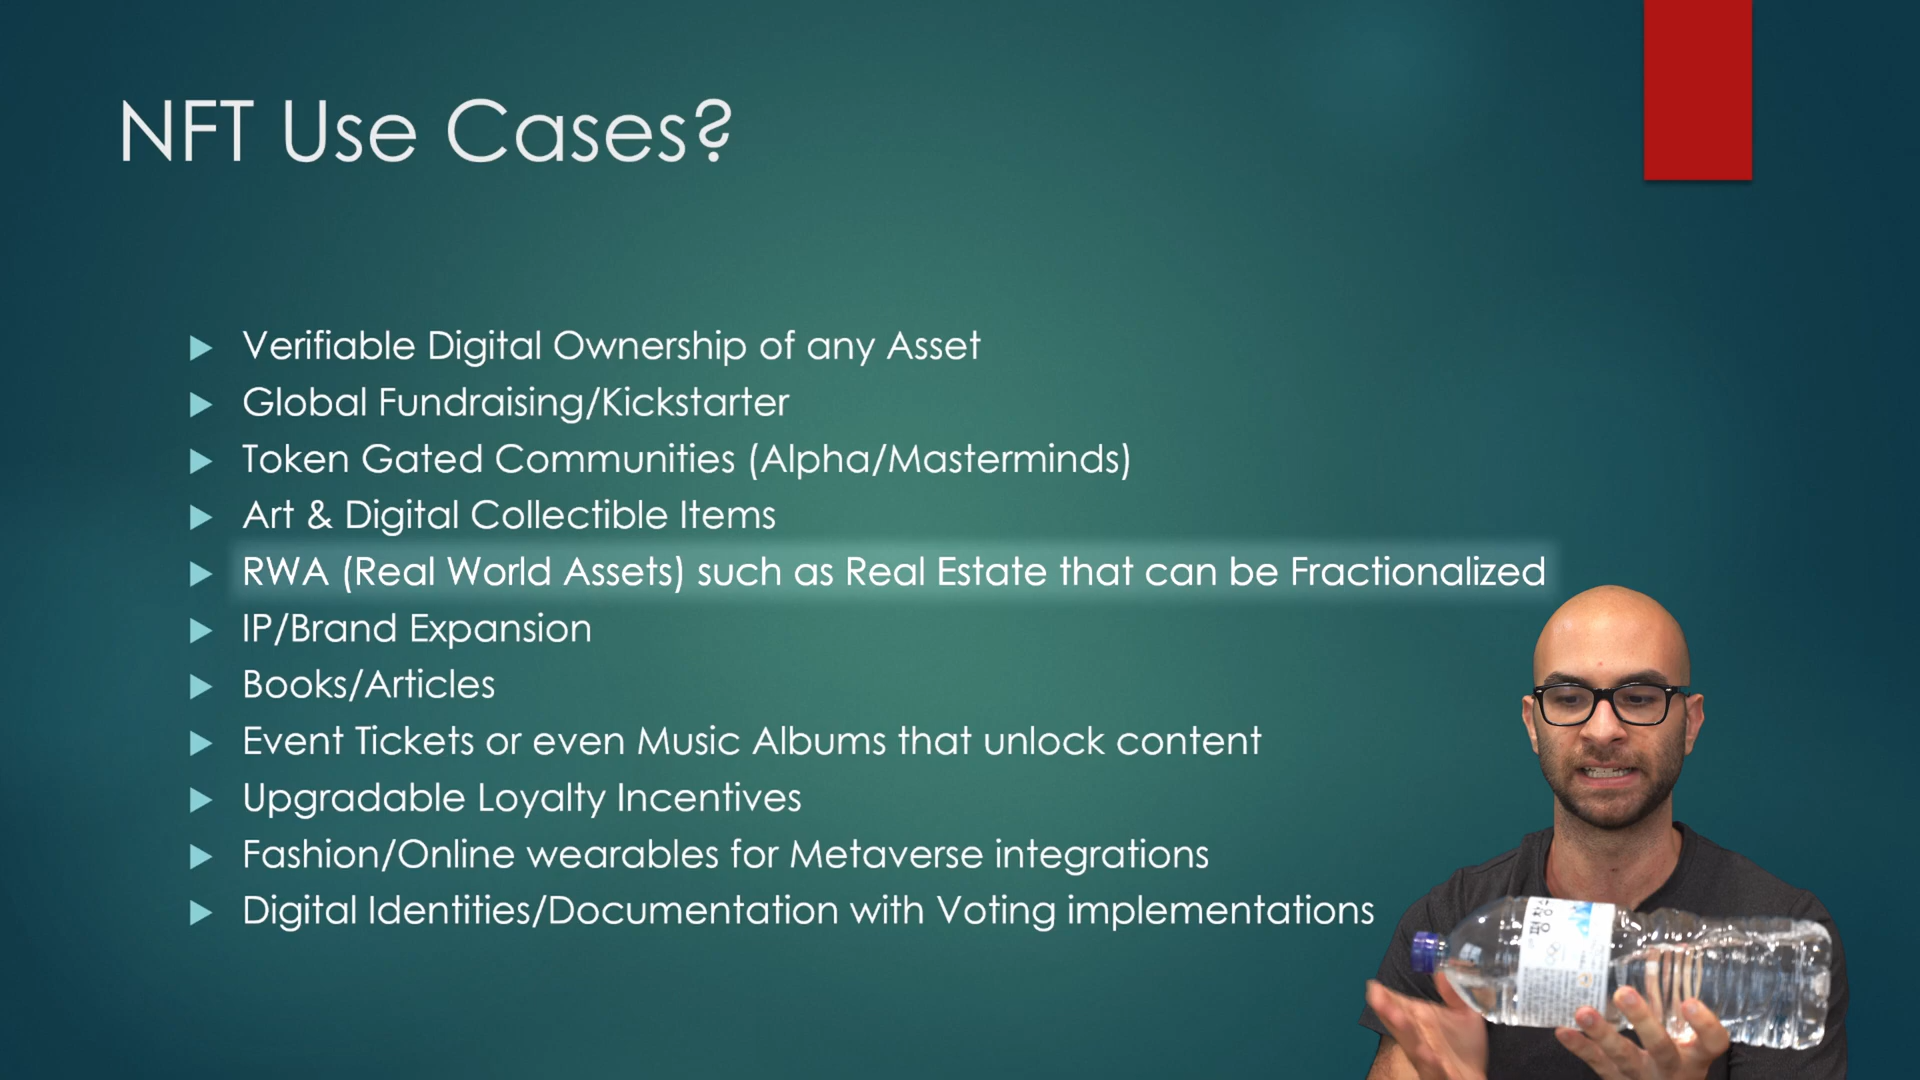 NFT Use Cases?
Verifiable Digital Ownership of any Asset
Global Fundraising/Kickstarter
Token Gated Communities (Alpha/Masterminds)
Art & Digital Collectible Items
RWA (Real World Assets) such as Real Estate that can be Fractionalized
IP/Brand Expansion
Books/Articles
Event Tickets or even Music Albums that unlock content
Upgradable Loyalty Incentives
Fashion/Online wearables for Metaverse integrations
Digital Identities/Documentation with Voting implementations